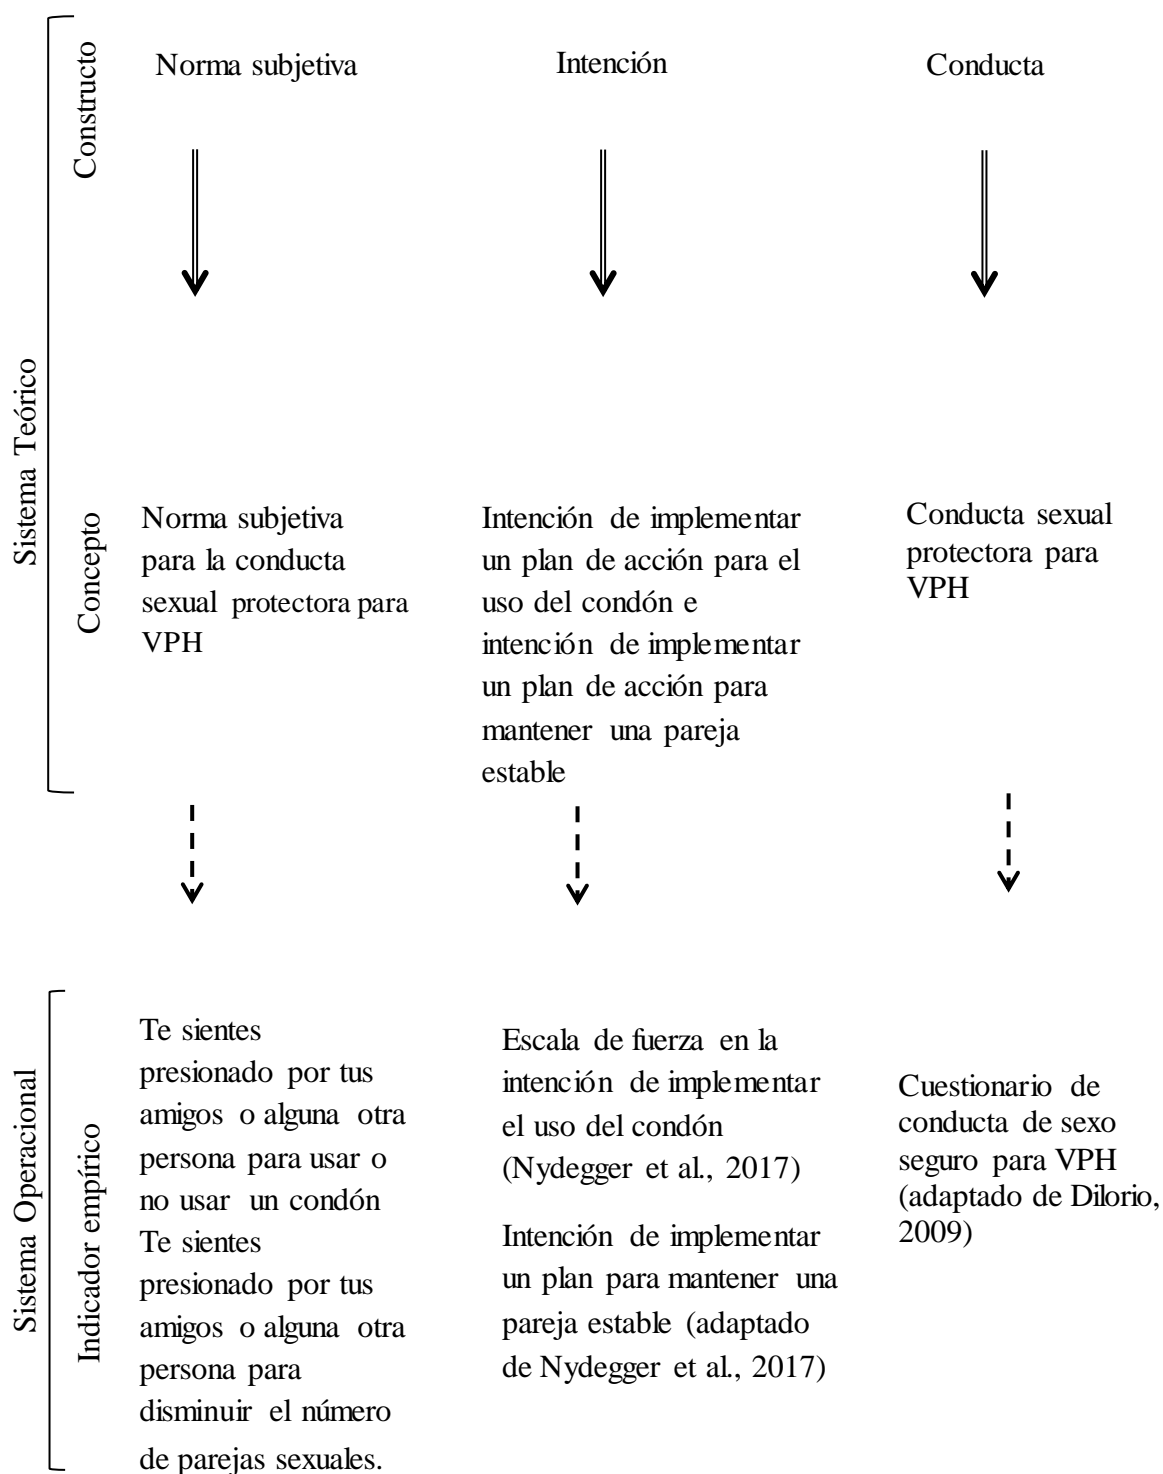 Sistema Teórico
Constructo
Norma subjetiva
Intención
Conducta
Concepto
Norma subjetiva
para la conducta
sexual protectora para
VPH
Intención de implementar
un plan de acción para el
uso del condón e
intención de implementar
un plan de acción para
mantener una pareja
estable
Conducta sexual
protectora para
VPH
Sistema Operacional
Indicador empírico
Te sientes
presionado por tus
amigos o alguna otra
persona para usar o
no usar un condón
Te sientes
presionado por tus
amigos o alguna otra
persona para
disminuir el número
de parejas sexuales.
Escala de fuerza en la
intención de implementar
el uso del condón
(Nydegger et al., 2017)
Intención de implementar
un plan para mantener una
pareja estable (adaptado
de Nydegger et al., 2017)
Cuestionario de
conducta de sexo
seguro para VPH
(adaptado de Dilorio,
2009)